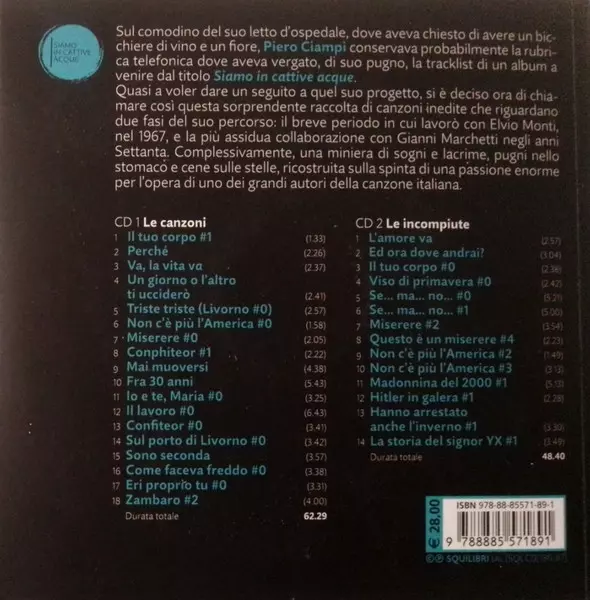 SIAMO
IN CATTIVE
ACQUE
Sul comodino del suo letto d'ospedale, dove aveva chiesto di avere un bic-
chiere di vino e un fiore, Piero Ciampi conservava probabilmente la rubri-
ca telefonica dove aveva vergato, di suo pugno, la tracklist di un album a
venire dal titolo Siamo in cattive acque.
Quasi a voler dare un seguito a quel suo progetto, si è deciso ora di chia-
mare così questa sorprendente raccolta di canzoni inedite che riguardano
due fasi del suo percorso: il breve periodo in cui lavorò con Elvio Monti,
nel 1967, e la più assidua collaborazione con Gianni Marchetti negli anni
Settanta. Complessivamente, una miniera di sogni e lacrime, pugni nello
stomaco e cene sulle stelle, ricostruita sulla spinta di una passione enorme
per l'opera di uno dei grandi autori della canzone italiana.
CD 1 Le canzoni
1 Il tuo corpo #1 (1.33)
2 Perché (2.26)
3 Va, la vita va (2.37)
4 Un giorno o l'altro
ti ucciderò (2.41)
5 Triste triste (Livorno #0) (2.57)
6 Non c'è più l'America #0 (1.58)
7 Miserere #0 (2.05)
8 Conphiteor #1 (2.22)
9 Mai muoversi (4.38)
10 Fra 30 anni (5.43)
11 Io e te, Maria #0 (3.25)
12 Il lavoro #0 (6.43)
13 Confiteor #0 (3.41)
14 Sul porto di Livorno #0 (3.42)
15 Sono seconda (3.57)
16 Come faceva freddo #0 (3.38)
17 Eri proprio tu #0 (3.31)
18 Zambaro #2 (4.00)
Durata totale 62.29
CD 2 Le incompiute
1 L'amore va (2.57)
2 Ed ora dove andrai? (3.04)
3 Il tuo corpo #0 (2.36)
4 Viso di primavera #0 (2.42)
5 Se... ma... no... #0 (5.21)
6 Se... ma... no... #1 (5.00)
7 Miserere #2 (3.54)
8 Questo è un miserere #4 (2.23)
9 Non c'è più l'America #2 (1.49)
10 Non c'è più l'America #3 (3.13)
11 Madonnina del 2000 #1 (5.13)
12 Hitler in galera #1 (2.28)
13 Hanno arrestato
anche l'inverno #1 (3.30)
14 La storia del signor YX #1 (3.49)
Durata totale 48.40
€ 28,00
ISBN 978-88-85571-89-1
9 788885 571891
©℗ SQUILIBRI